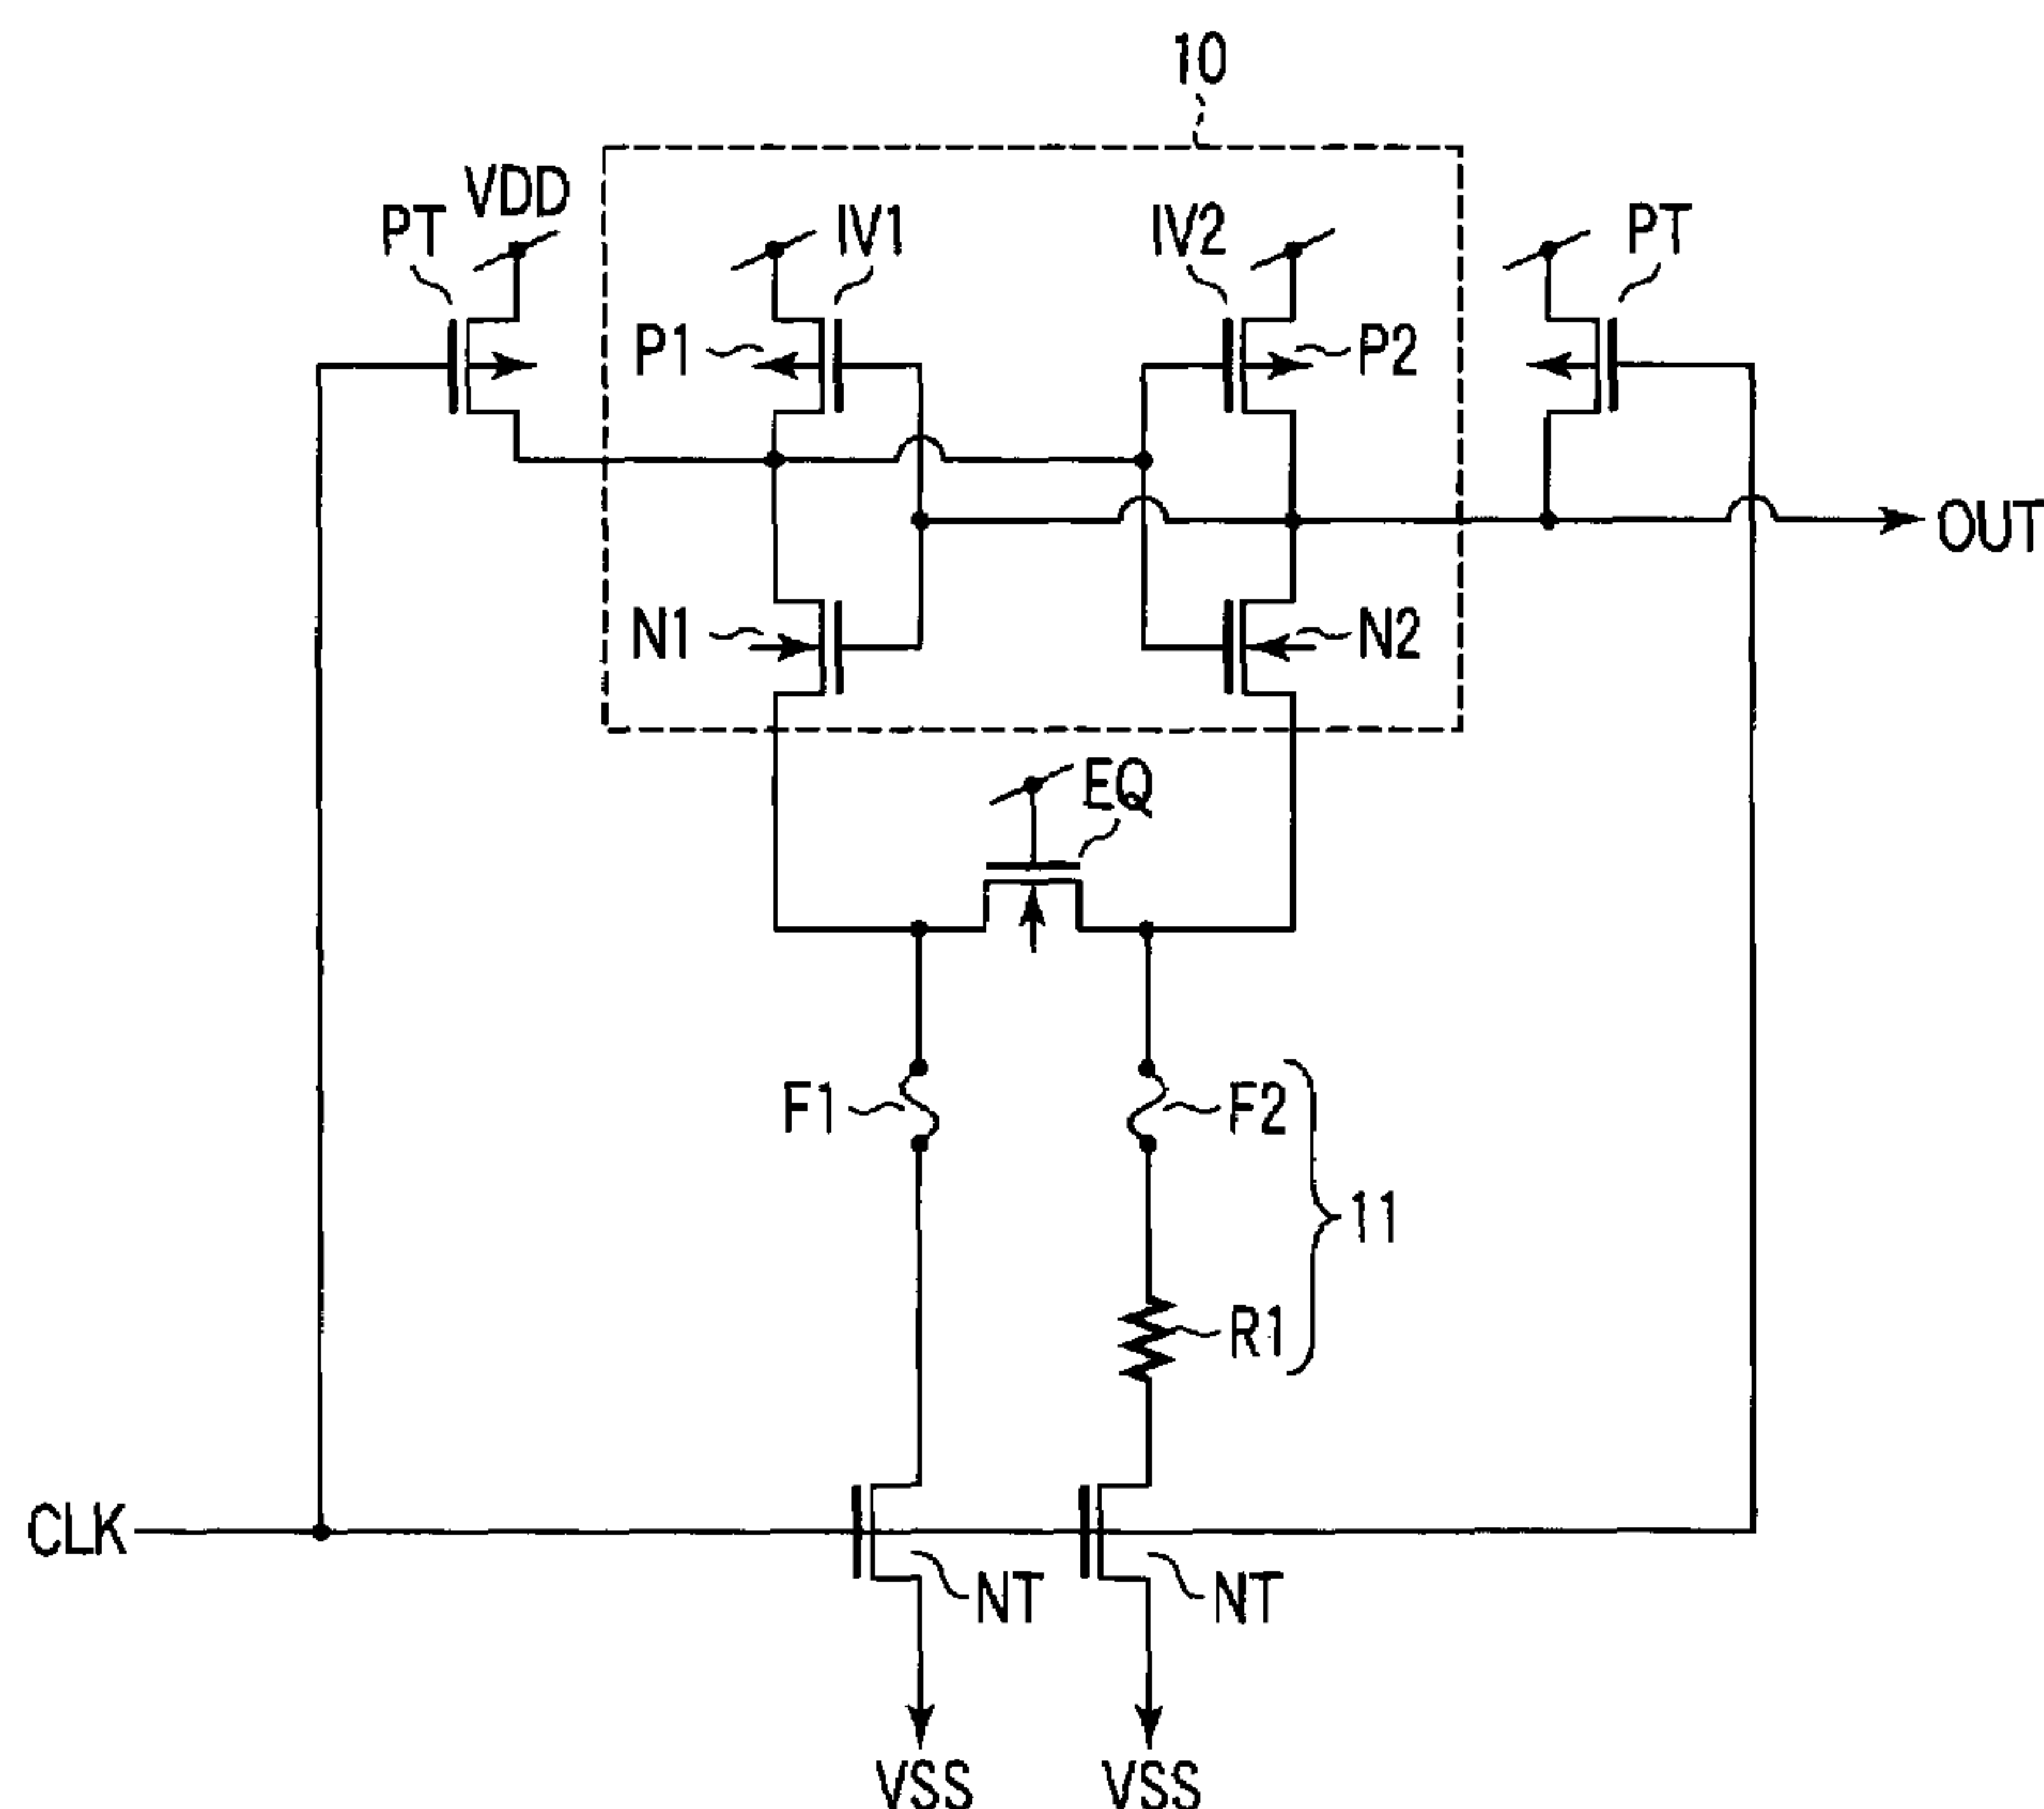 10
VDD
PT
IV1
IV2
PT
P1
P2
OUT
N1
N2
EQ
F1
F2
11
R1
CLK
NT
NT
VSS
VSS